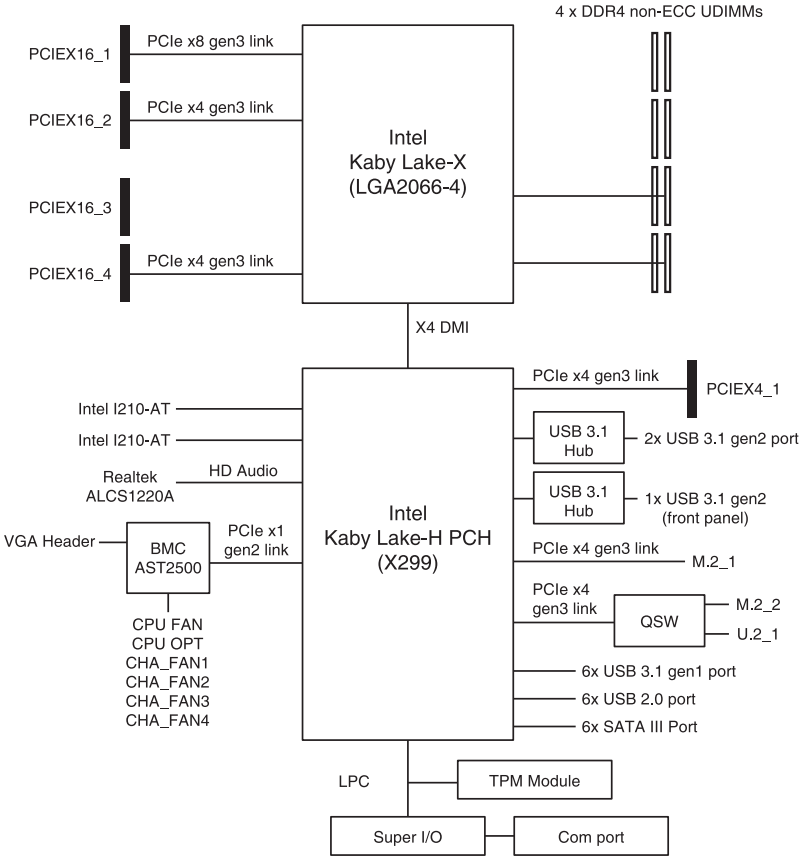 4 x DDR4 non-ECC UDIMMs
PCIEX16_1
PCIe x8 gen3 link
PCIEX16_2
PCIe x4 gen3 link
Intel
Kaby Lake-X
(LGA2066-4)
PCIEX16_3
PCIEX16_4
PCIe x4 gen3 link
X4 DMI
PCIe x4 gen3 link
PCIEX4_1
Intel I210-AT
Intel I210-AT
Realtek
ALCS1220A
HD Audio
USB 3.1
Hub
2x USB 3.1 gen2 port
USB 3.1
Hub
1x USB 3.1 gen2
(front panel)
Intel
Kaby Lake-H PCH
(X299)
VGA Header
BMC
AST2500
PCIe x1
gen2 link
PCIe x4 gen3 link
M.2_1
PCIe x4
gen3 link
QSW
M.2_2
U.2_1
CPU FAN
CPU OPT
CHA_FAN1
CHA_FAN2
CHA_FAN3
CHA_FAN4
6x USB 3.1 gen1 port
6x USB 2.0 port
6x SATA III Port
LPC
TPM Module
Super I/O
Com port